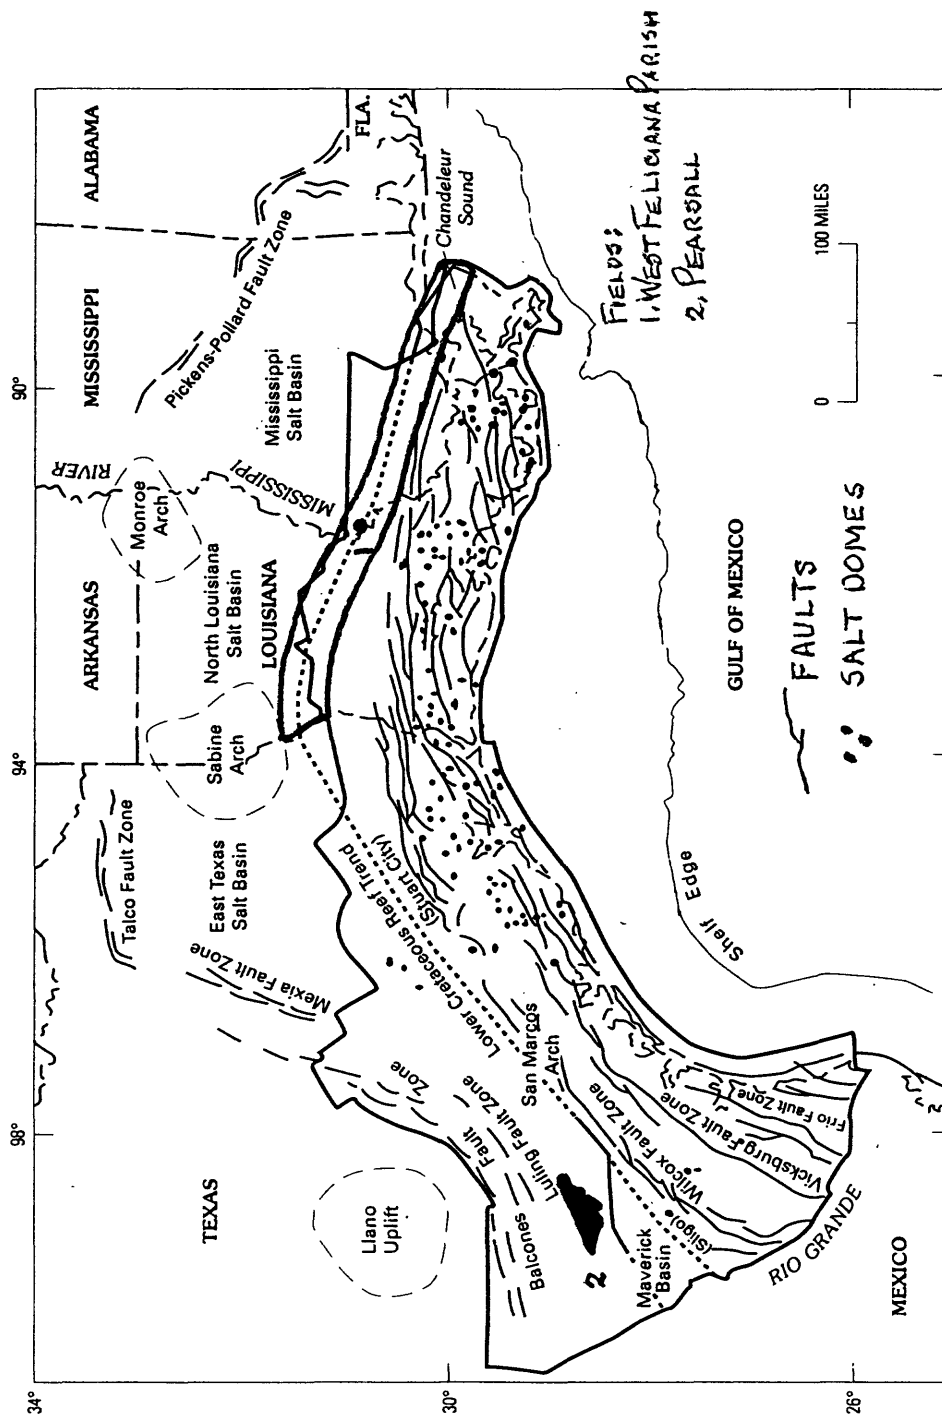 34°
30°
26°
98°
94°
90°
TEXAS
ARKANSAS
MISSISSIPPI
ALABAMA
FLA.
LOUISIANA
MEXICO
GULF OF MEXICO
RIO GRANDE
MISSISSIPPI
RIVER
Talco Fault Zone
East Texas
Salt Basin
Mexia Fault Zone
Sabine
Arch
North Louisiana
Salt Basin
Monroe
Arch
Mississippi
Salt Basin
Pickens-Pollard Fault Zone
Chandeleur
Sound
Llano
Uplift
Balcones
Fault
Zone
Luling Fault Zone
San Marcos
Arch
Lower Cretaceous Reef Trend
(Stuart City)
Maverick
Basin
(Sligo)
Wilcox Fault Zone
Vicksburg Fault Zone
Frio Fault Zone
Shelf Edge
1
2
FAULTS
SALT DOMES
0
100 MILES
FIELDS:
1. WEST FELICIANA PARISH
2. PEARSALL